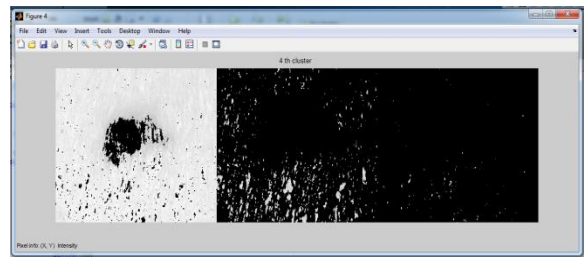 Figure 4
File Edit View Insert Tools Desktop Window Help
4 th cluster
Pixel info: (X, Y) Intensity